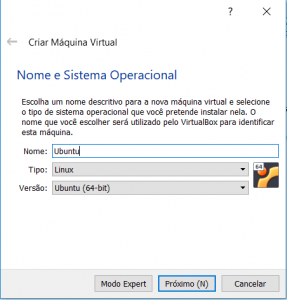 ?
Criar Máquina Virtual
Nome e Sistema Operacional
Escolha um nome descritivo para a nova máquina virtual e selecione
o tipo de sistema operacional que você pretende instalar nela. O
nome que você escolher será utilizado pelo VirtualBox para identificar
esta máquina.
Nome: Ubuntu
Tipo: Linux
64
Versão: Ubuntu (64-bit)
Modo Expert Próximo (N) Cancelar